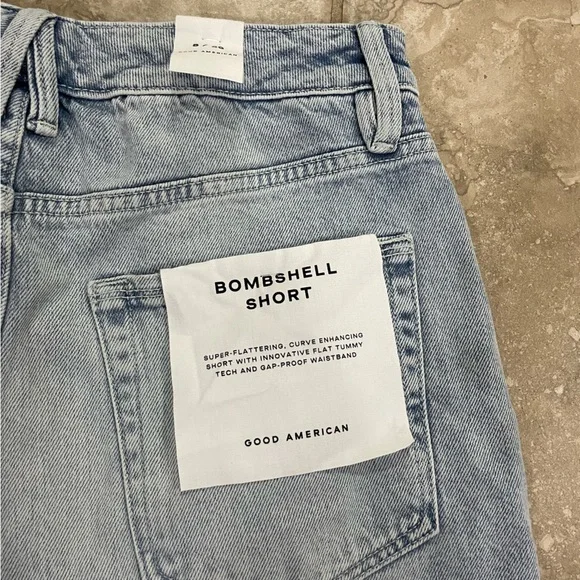 GOOD AMERICAN
BOMBSHELL
SHORT
SUPER-FLATTERING, CURVE ENHANCING
SHORT WITH INNOVATIVE FLAT TUMMY
TECH AND GAP-PROOF WAISTBAND
GOOD AMERICAN